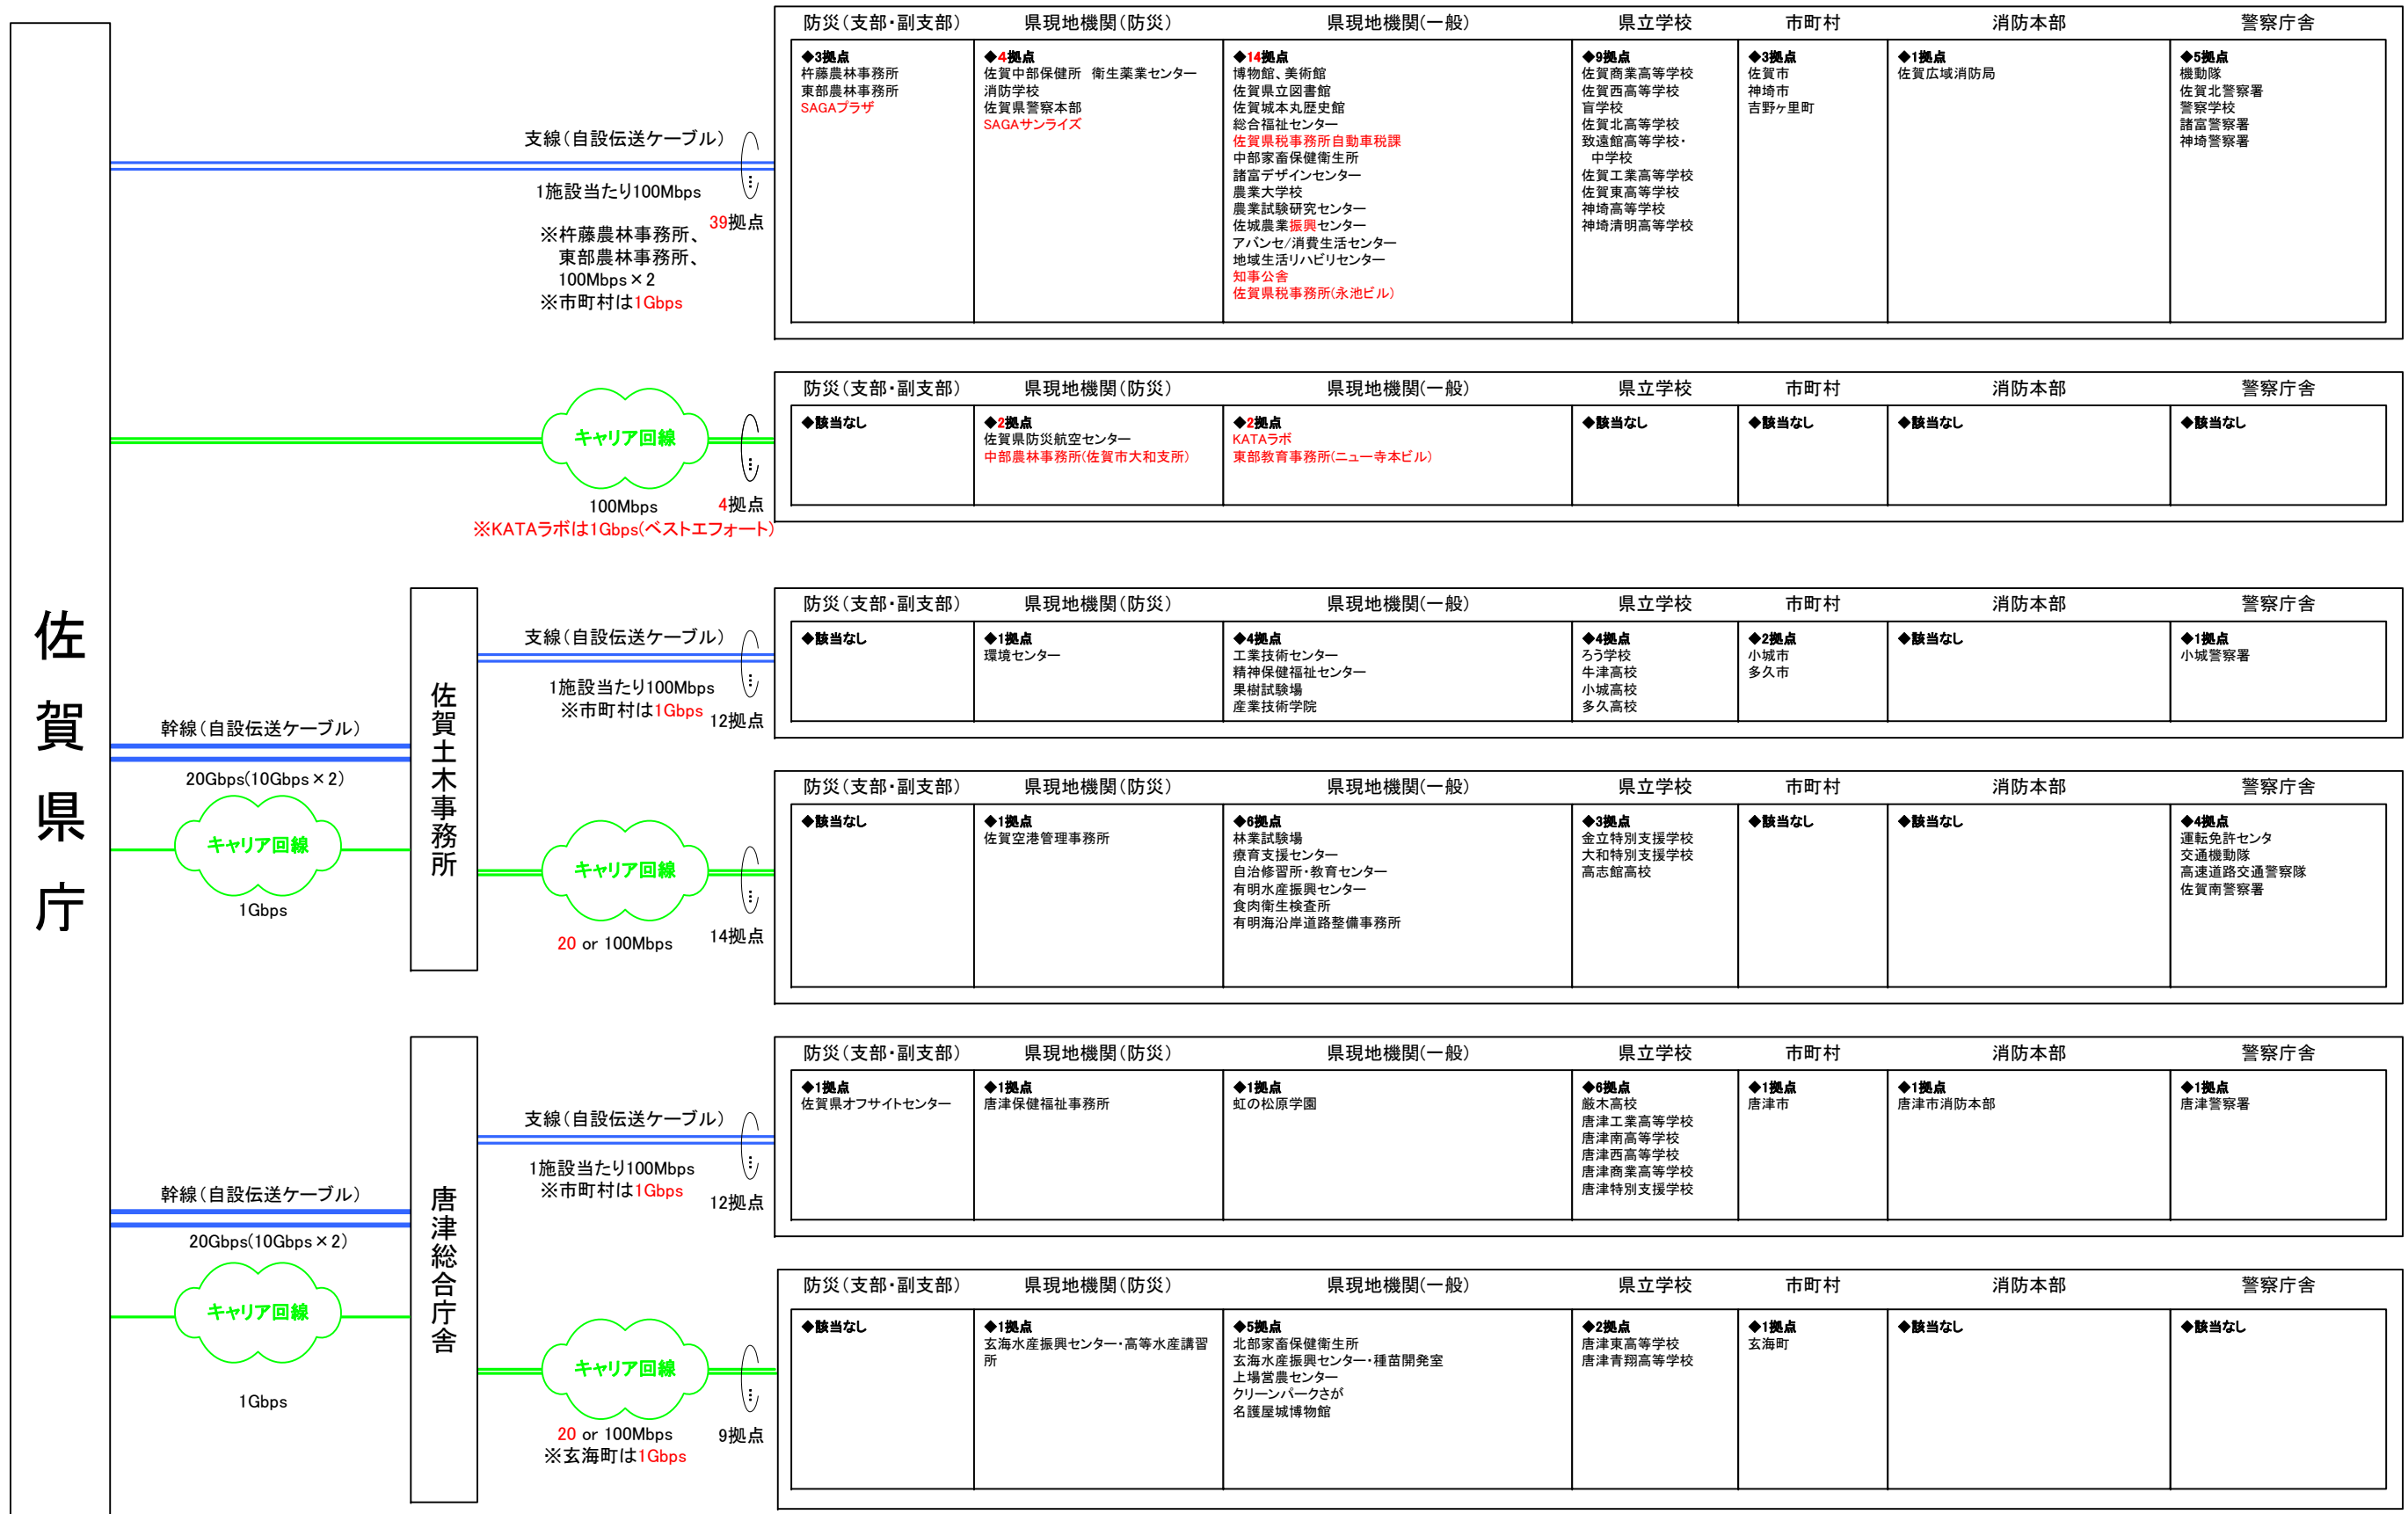 佐賀県庁
防災(支部・副支部)
県現地機関(防災)
県現地機関(一般)
県立学校
市町村
消防本部
警察庁舎
支線(自設伝送ケーブル)
1施設当たり100Mbps
※杵藤農林事務所、
東部農林事務所、
100Mbps×2
※市町村は1Gbps
39拠点
◆3拠点
杵藤農林事務所
東部農林事務所
SAGAプラザ
◆4拠点
佐賀中部保健所　衛生薬業センター
消防学校
佐賀県警察本部
SAGAサンライズ
◆14拠点
博物館、美術館
佐賀県立図書館
佐賀城本丸歴史館
総合福祉センター
佐賀県税事務所自動車税課
中部家畜保健衛生所
諸富デザインセンター
農業大学校
農業試験研究センター
佐城農業振興センター
アバンセ/消費生活センター
地域生活リハビリセンター
知事公舎
佐賀県税事務所(永池ビル)
◆9拠点
佐賀商業高等学校
佐賀西高等学校
盲学校
佐賀北高等学校
致遠館高等学校・
中学校
佐賀工業高等学校
佐賀東高等学校
神埼高等学校
神埼清明高等学校
◆3拠点
佐賀市
神埼市
吉野ヶ里町
◆1拠点
佐賀広域消防局
◆5拠点
機動隊
佐賀北警察署
警察学校
諸富警察署
神埼警察署
防災(支部・副支部)
県現地機関(防災)
県現地機関(一般)
県立学校
市町村
消防本部
警察庁舎
キャリア回線
100Mbps
※KATAラボは1Gbps(ベストエフォート)
4拠点
◆該当なし
◆2拠点
佐賀県防災航空センター
中部農林事務所(佐賀市大和支所)
◆2拠点
KATAラボ
東部教育事務所(ニュー寺本ビル)
◆該当なし
◆該当なし
◆該当なし
◆該当なし
幹線(自設伝送ケーブル)
20Gbps(10Gbps×2)
キャリア回線
1Gbps
佐賀土木事務所
防災(支部・副支部)
県現地機関(防災)
県現地機関(一般)
県立学校
市町村
消防本部
警察庁舎
支線(自設伝送ケーブル)
1施設当たり100Mbps
※市町村は1Gbps
12拠点
◆該当なし
◆1拠点
環境センター
◆4拠点
工業技術センター
精神保健福祉センター
果樹試験場
産業技術学院
◆4拠点
ろう学校
牛津高校
小城高校
多久高校
◆2拠点
小城市
多久市
◆該当なし
◆1拠点
小城警察署
防災(支部・副支部)
県現地機関(防災)
県現地機関(一般)
県立学校
市町村
消防本部
警察庁舎
キャリア回線
20 or 100Mbps
14拠点
◆該当なし
◆1拠点
佐賀空港管理事務所
◆6拠点
林業試験場
療育支援センター
自治修習所・教育センター
有明水産振興センター
食肉衛生検査所
有明海沿岸道路整備事務所
◆3拠点
金立特別支援学校
大和特別支援学校
高志館高校
◆該当なし
◆該当なし
◆4拠点
運転免許センタ
交通機動隊
高速道路交通警察隊
佐賀南警察署
幹線(自設伝送ケーブル)
20Gbps(10Gbps×2)
キャリア回線
1Gbps
唐津総合庁舎
防災(支部・副支部)
県現地機関(防災)
県現地機関(一般)
県立学校
市町村
消防本部
警察庁舎
支線(自設伝送ケーブル)
1施設当たり100Mbps
※市町村は1Gbps
12拠点
◆1拠点
佐賀県オフサイトセンター
◆1拠点
唐津保健福祉事務所
◆1拠点
虹の松原学園
◆6拠点
厳木高校
唐津工業高等学校
唐津南高等学校
唐津西高等学校
唐津商業高等学校
唐津特別支援学校
◆1拠点
唐津市
◆1拠点
唐津市消防本部
◆1拠点
唐津警察署
防災(支部・副支部)
県現地機関(防災)
県現地機関(一般)
県立学校
市町村
消防本部
警察庁舎
キャリア回線
20 or 100Mbps
※玄海町は1Gbps
9拠点
◆該当なし
◆1拠点
玄海水産振興センター・高等水産講習
所
◆5拠点
北部家畜保健衛生所
玄海水産振興センター・種苗開発室
上場営農センター
クリーンパークさが
名護屋城博物館
◆2拠点
唐津東高等学校
唐津青翔高等学校
◆1拠点
玄海町
◆該当なし
◆該当なし